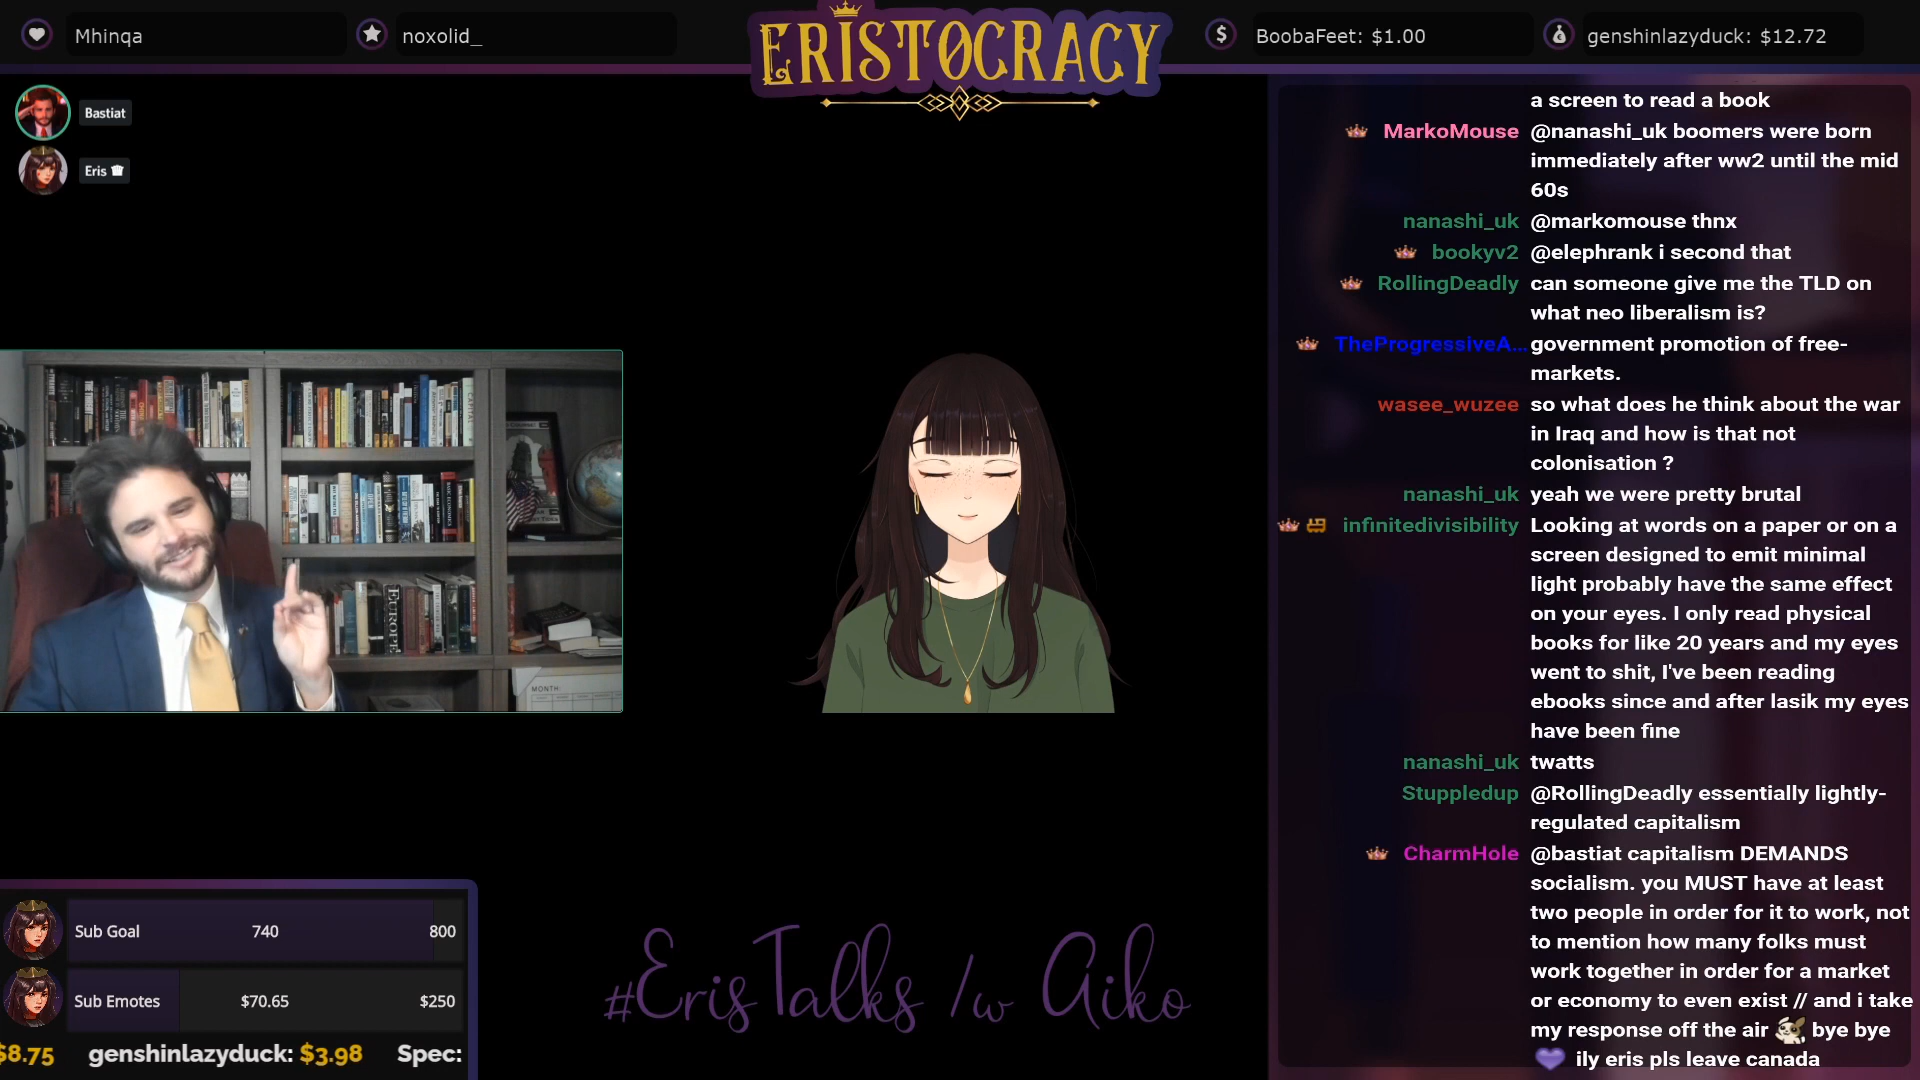 Mhinqa
noxolid_
ERISTOCRACY
BoobaFeet: $1.00
genshinlazyduck: $12.72
Bastiat
Eris
EUROPE
MONTH:
Sub Goal 740 800
Sub Emotes $70.65 $250
$8.75 genshinlazyduck: $3.98 Spec:
#ErisTalks /w Aiko
a screen to read a book
MarkoMouse @nanashi_uk boomers were born
immediately after ww2 until the mid
60s
nanashi_uk @markomouse thnx
bookyv2 @elephrank i second that
RollingDeadly can someone give me the TLD on
what neo liberalism is?
TheProgressiveA... government promotion of free-
markets.
wasee_wuzee so what does he think about the war
in Iraq and how is that not
colonisation ?
nanashi_uk yeah we were pretty brutal
infinitedivisibility Looking at words on a paper or on a
screen designed to emit minimal
light probably have the same effect
on your eyes. I only read physical
books for like 20 years and my eyes
went to shit, I've been reading
ebooks since and after lasik my eyes
have been fine
nanashi_uk twatts
Stuppledup @RollingDeadly essentially lightly-
regulated capitalism
CharmHole @bastiat capitalism DEMANDS
socialism. you MUST have at least
two people in order for it to work, not
to mention how many folks must
work together in order for a market
or economy to even exist // and i take
my response off the air bye bye
ily eris pls leave canada